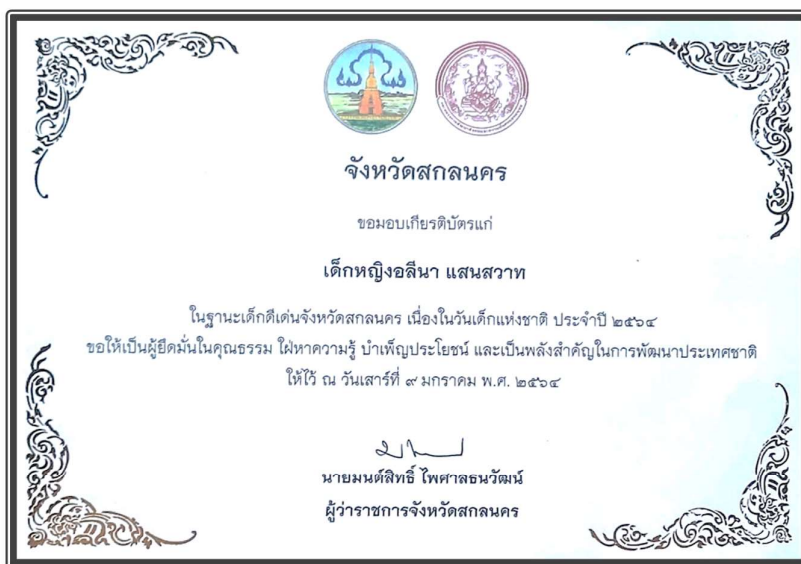 จังหวัดสกลนคร
ขอมอบเกียรติบัตรแก่
เด็กหญิงอลีนา แสนสวาท
ในฐานะเด็กดีเด่นจังหวัดสกลนคร เนื่องในวันเด็กแห่งชาติ ประจำปี ๒๕๖๔
ขอให้เป็นผู้ยึดมั่นในคุณธรรม ใฝ่หาความรู้ บำเพ็ญประโยชน์ และเป็นพลังสำคัญในการพัฒนาประเทศชาติ
ให้ไว้ ณ วันเสาร์ที่ ๙ มกราคม พ.ศ. ๒๕๖๔
นายมนต์สิทธิ์ ไพศาลธนวัฒน์
ผู้ว่าราชการจังหวัดสกลนคร